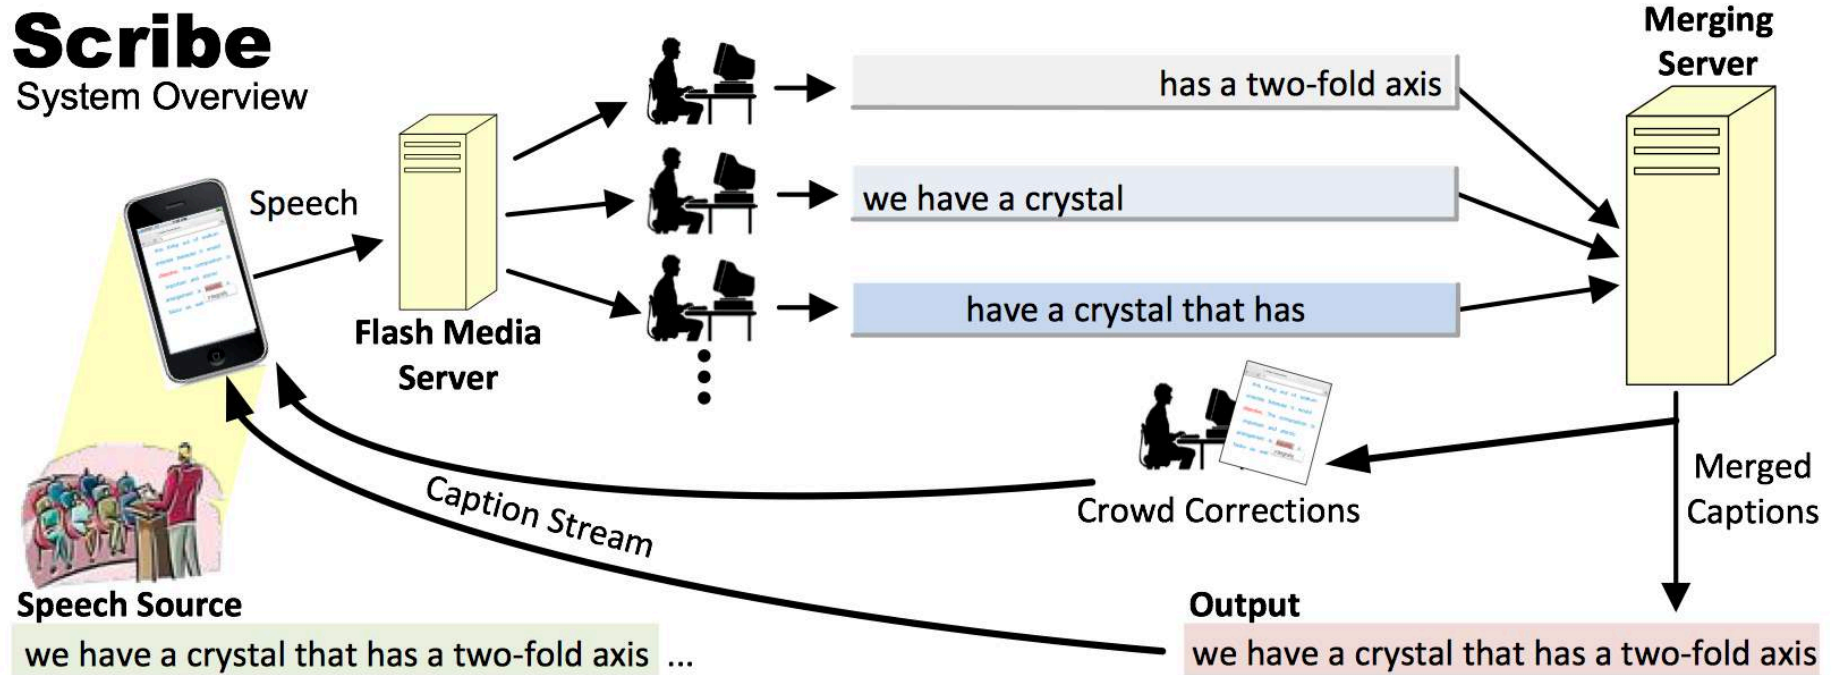 Scribe
System Overview
Speech
Flash Media
Server
has a two-fold axis
we have a crystal
have a crystal that has
Merging
Server
Crowd Corrections
Merged
Captions
Caption Stream
Speech Source
we have a crystal that has a two-fold axis ...
Output
we have a crystal that has a two-fold axis